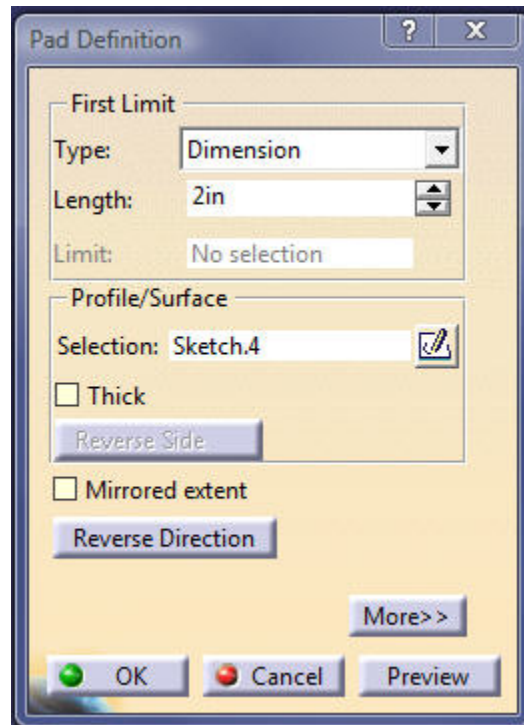 Pad Definition
? X
First Limit
Type: Dimension
Length: 2in
Limit: No selection
Profile/Surface
Selection: Sketch.4
Thick
Reverse Side
Mirrored extent
Reverse Direction
More>>
OK Cancel Preview